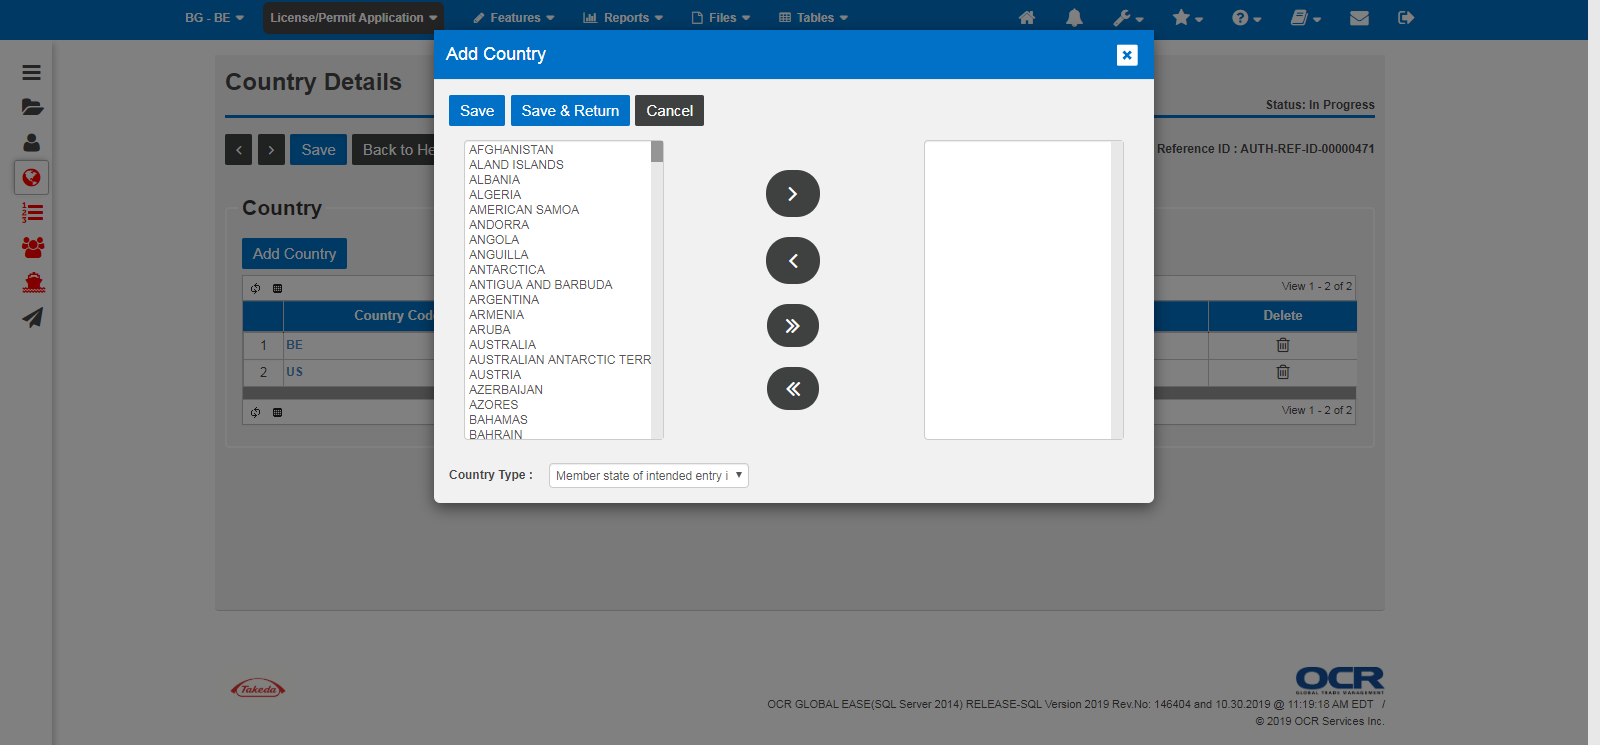 BG - BE
License/Permit Application
Features
Reports
Files
Tables
Add Country
Country Details
Status: In Progress
Save
Save & Return
Cancel
Save
Back to He
Reference ID : AUTH-REF-ID-00000471
AFGHANISTAN
ALAND ISLANDS
ALBANIA
ALGERIA
AMERICAN SAMOA
ANDORRA
ANGOLA
ANGUILLA
ANTARCTICA
ANTIGUA AND BARBUDA
ARGENTINA
ARMENIA
ARUBA
AUSTRALIA
AUSTRALIAN ANTARCTIC TERR
AUSTRIA
AZERBAIJAN
AZORES
BAHAMAS
BAHRAIN
Country
Add Country
View 1 - 2 of 2
Country Cod
Delete
1 BE
2 US
View 1 - 2 of 2
Country Type : Member state of intended entry i
Takeda
OCR
GLOBAL TRADE MANAGEMENT
OCR GLOBAL EASE(SQL Server 2014) RELEASE-SQL Version 2019 Rev.No: 146404 and 10.30.2019 @ 11:19:18 AM EDT /
© 2019 OCR Services Inc.